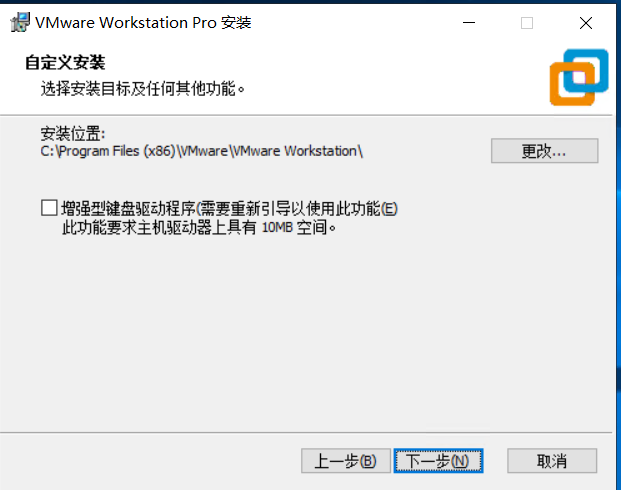 VMware Workstation Pro 安装
自定义安装
选择安装目标及任何其他功能。
安装位置:
C:\Program Files (x86)\VMware\VMware Workstation\
更改...
增强型键盘驱动程序(需要重新引导以使用此功能(E)
此功能要求主机驱动器上具有 10MB 空间。
上一步(B)
下一步(N)
取消